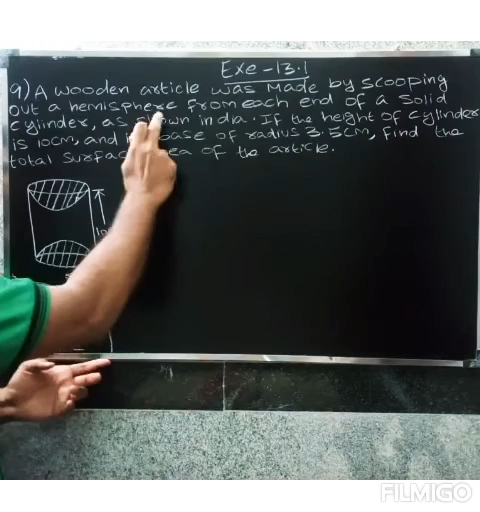 Exe-13.1
9) A wooden article was made by scooping
out a hemisphere from each end of a solid
cylinder, as shown in dia. If the height of cylinder
is 10cm, and base of radius 3.5cm, find the
total surface area of the article.
FILMIGO